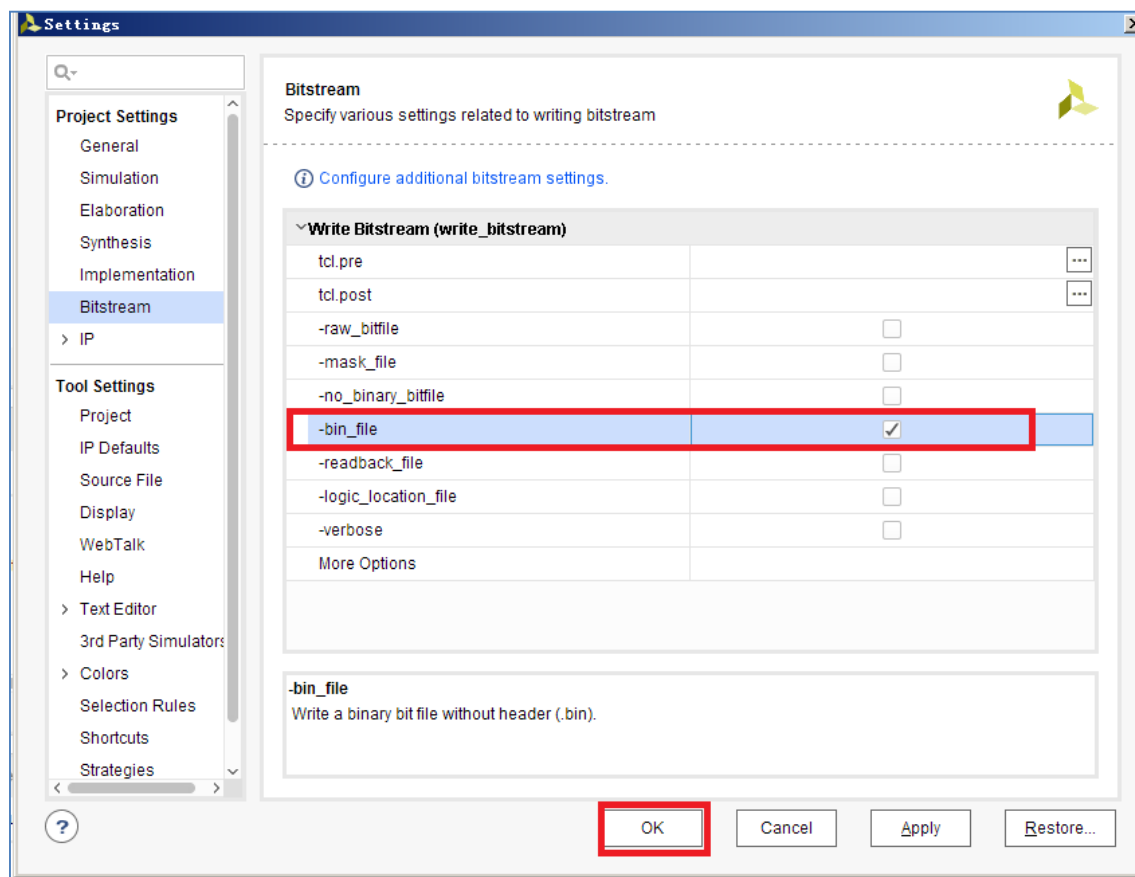 Settings
Project Settings
General
Simulation
Elaboration
Synthesis
Implementation
Bitstream
> IP
Tool Settings
Project
IP Defaults
Source File
Display
WebTalk
Help
> Text Editor
3rd Party Simulators
> Colors
Selection Rules
Shortcuts
Strategies
Bitstream
Specify various settings related to writing bitstream
Configure additional bitstream settings.
Write Bitstream (write_bitstream)
tcl.pre ...
tcl.post ...
-raw_bitfile
-mask_file
-no_binary_bitfile
-bin_file
-readback_file
-logic_location_file
-verbose
More Options
-bin_file
Write a binary bit file without header (.bin).
? OK Cancel Apply Restore...